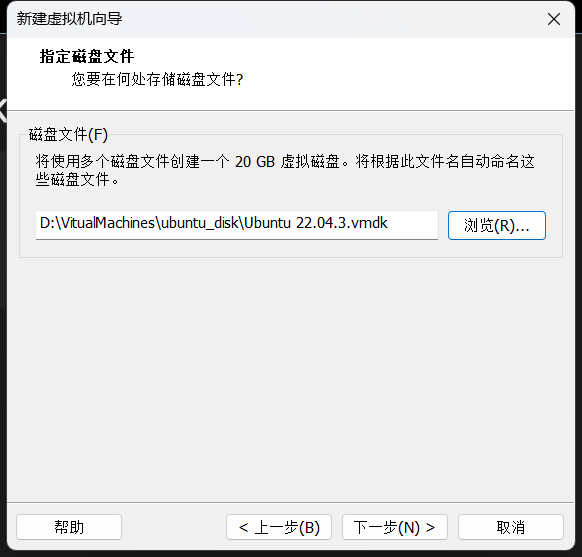 新建虚拟机向导
指定磁盘文件
您要在何处存储磁盘文件?
磁盘文件(F)
将使用多个磁盘文件创建一个 20 GB 虚拟磁盘。将根据此文件名自动命名这
些磁盘文件。
D:\VitualMachines\ubuntu_disk\Ubuntu 22.04.3.vmdk
浏览(R)...
帮助
< 上一步(B)
下一步(N) >
取消